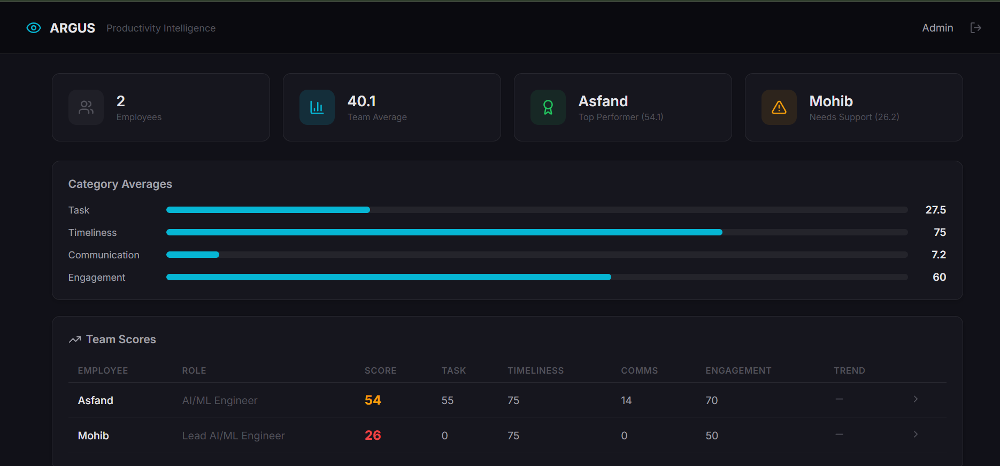 ARGUS Productivity Intelligence Admin
2
Employees
40.1
Team Average
Asfand
Top Performer (54.1)
Mohib
Needs Support (26.2)
Category Averages
Task 27.5
Timeliness 75
Communication 7.2
Engagement 60
Team Scores
EMPLOYEE ROLE SCORE TASK TIMELINESS COMMS ENGAGEMENT TREND
Asfand AI/ML Engineer 54 55 75 14 70 —
Mohib Lead AI/ML Engineer 26 0 75 0 50 —